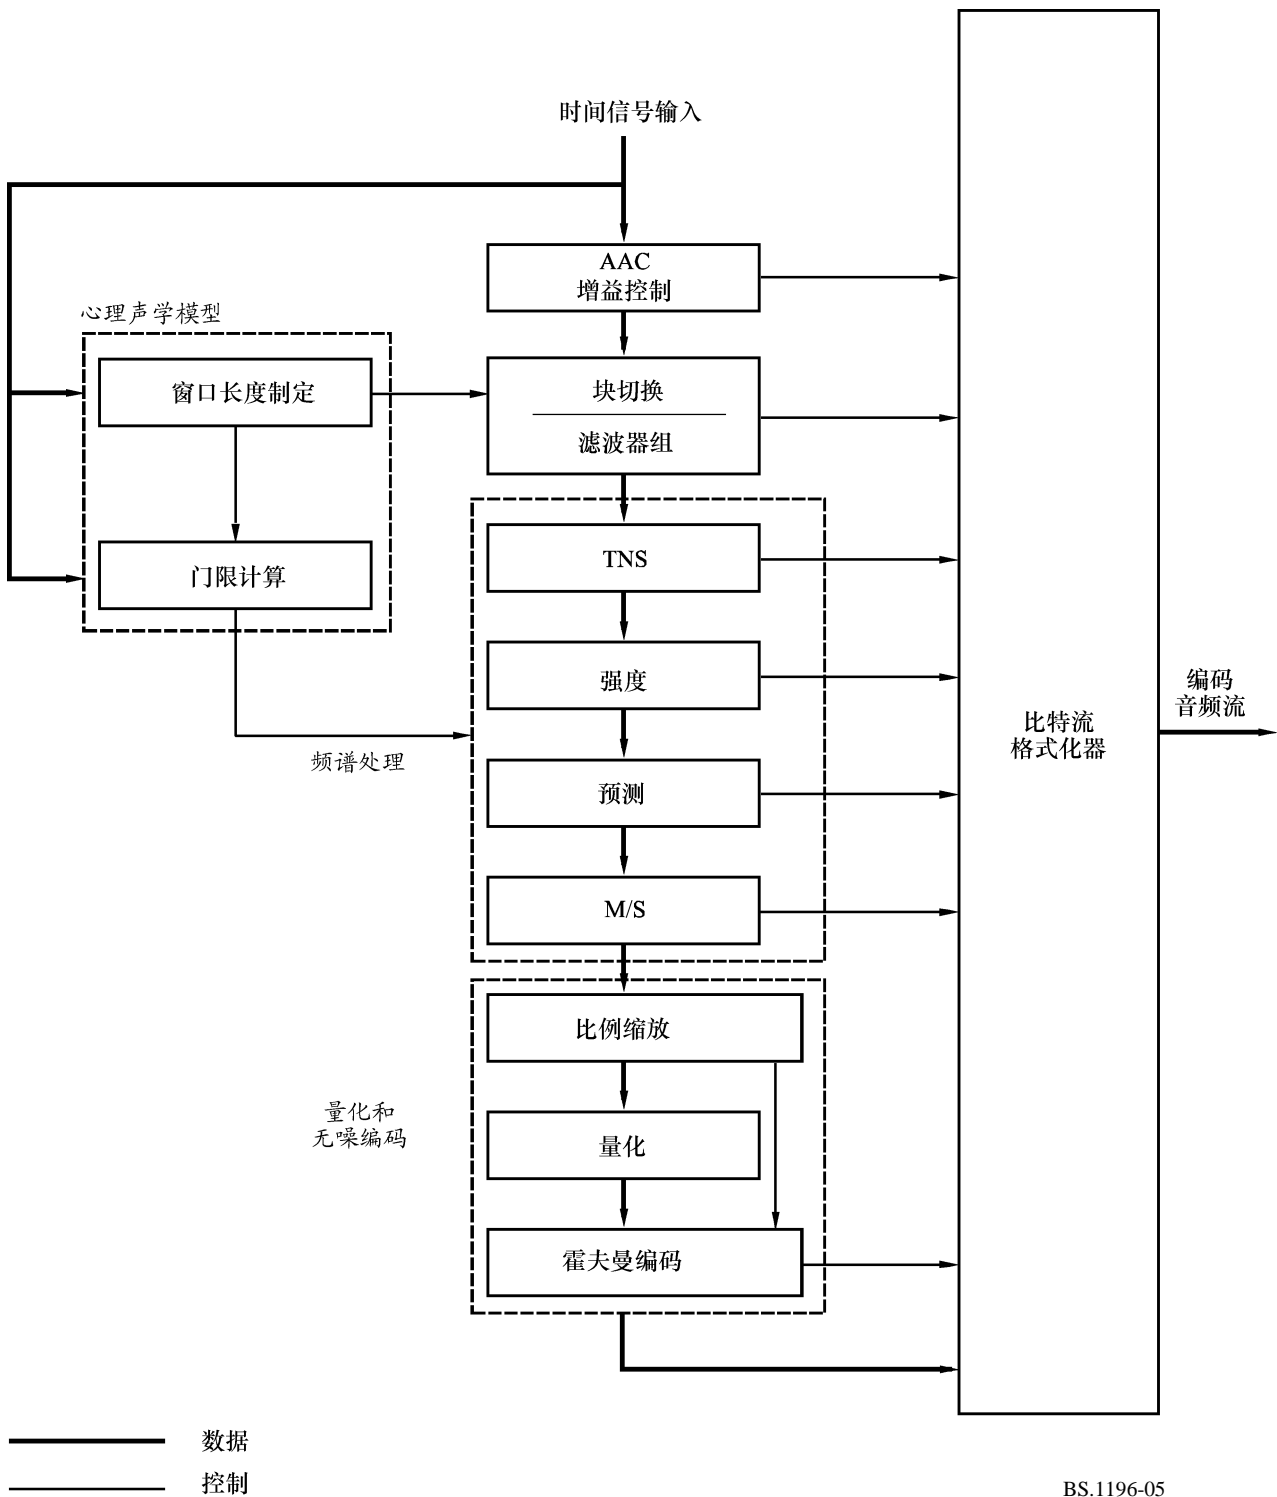 时间信号输入
AAC
增益控制
心理声学模型
窗口长度制定
块切换
滤波器组
TNS
门限计算
强度
编码
音频流
比特流
格式化器
频谱处理
预测
M/S
比例缩放
量化和
无噪编码
量化
霍夫曼编码
数据
控制
BS.1196-05